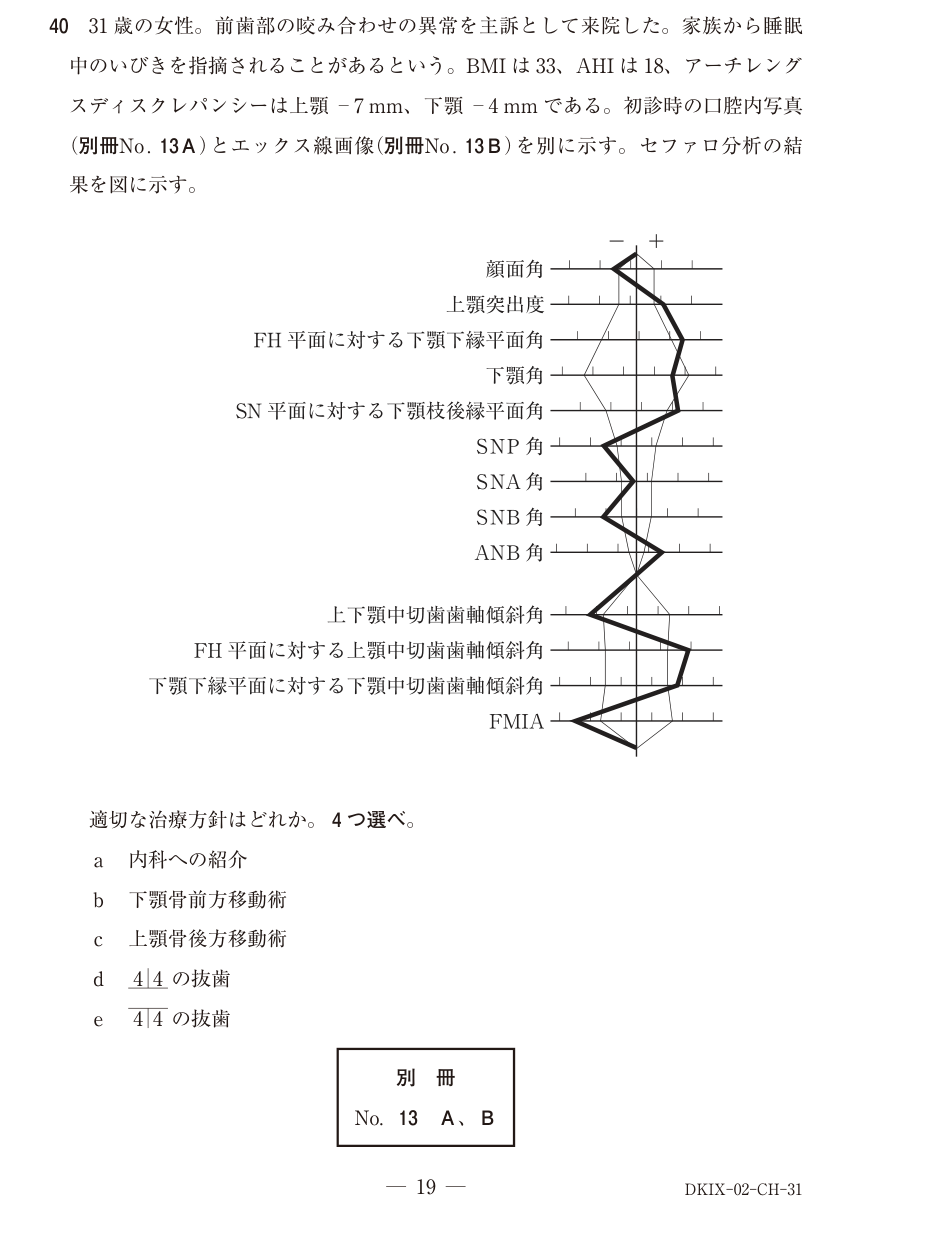 40 31 歳の女性。前歯部の咬み合わせの異常を主訴として来院した。家族から睡眠
中のいびきを指摘されることがあるという。BMI は 33、AHI は 18、アーチレング
スディスクレパンシーは上顎 −7 mm、下顎 −4 mm である。初診時の口腔内写真
(別冊No. 13A)とエックス線画像(別冊No. 13B)を別に示す。セファロ分析の結
果を図に示す。
− +
顔面角
上顎突出度
FH 平面に対する下顎下縁平面角
下顎角
SN 平面に対する下顎枝後縁平面角
SNP 角
SNA 角
SNB 角
ANB 角
上下顎中切歯歯軸傾斜角
FH 平面に対する上顎中切歯歯軸傾斜角
下顎下縁平面に対する下顎中切歯歯軸傾斜角
FMIA
適切な治療方針はどれか。4 つ選べ。
a 内科への紹介
b 下顎骨前方移動術
c 上顎骨後方移動術
d 4|4 の抜歯
e 4|4 の抜歯
別 冊
No. 13 A、B
— 19 —
DKIX-02-CH-31